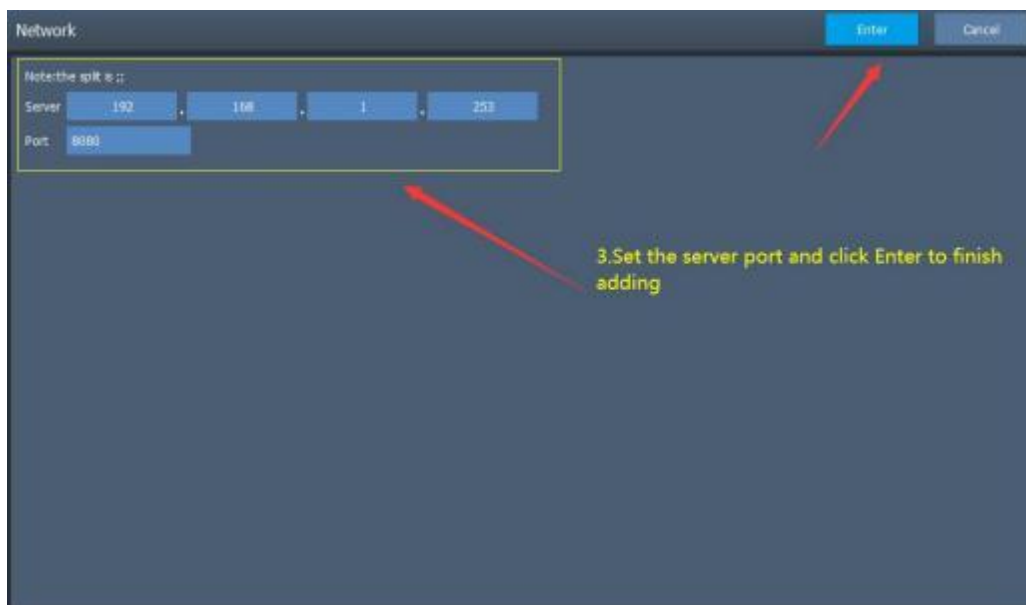 Network
Enter
Cancel
Note:the split is ;;
Server 192 . 168 . 1 . 253
Port 8080
3.Set the server port and click Enter to finish
adding